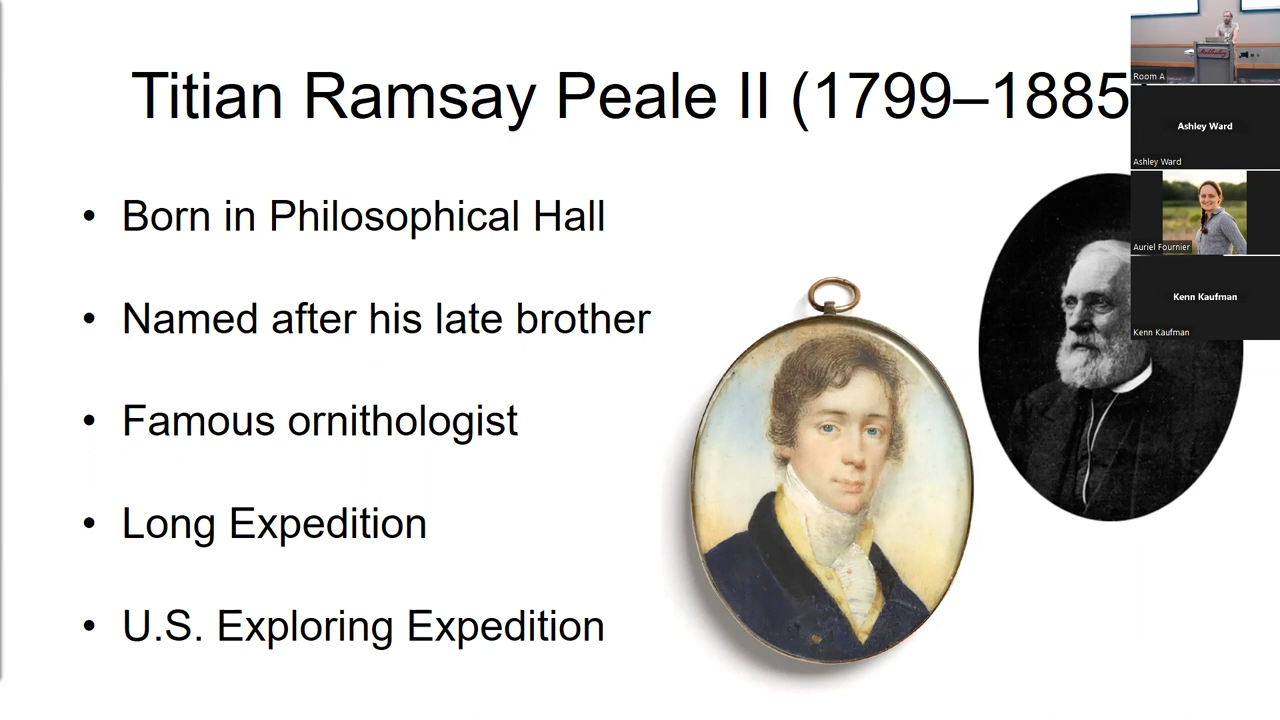 Titian Ramsay Peale II (1799–1885
• Born in Philosophical Hall
• Named after his late brother
• Famous ornithologist
• Long Expedition
• U.S. Exploring Expedition
Room A
Ashley Ward
Ashley Ward
Auriel Fournier
Kenn Kaufman
Kenn Kaufman